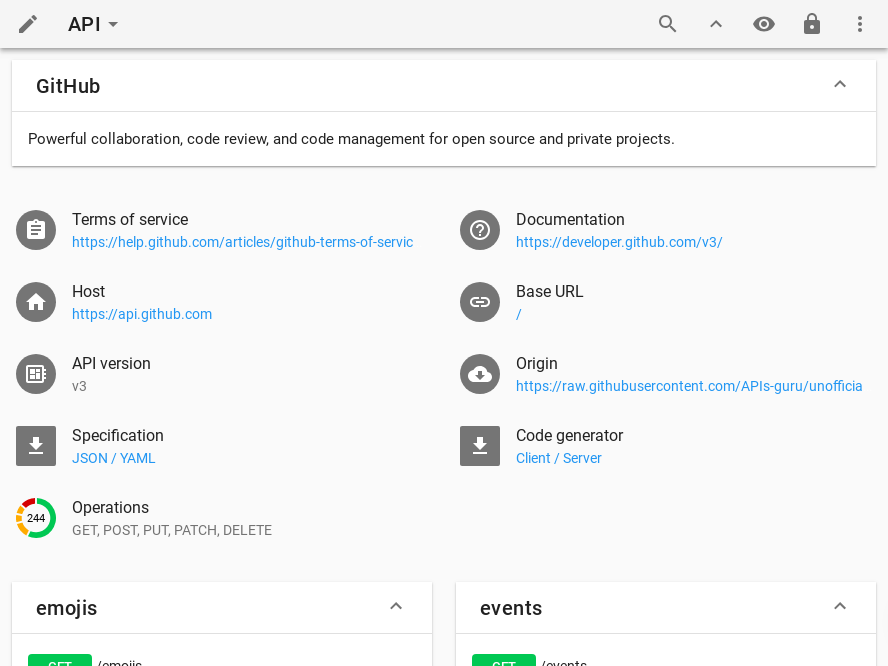 API
GitHub
Powerful collaboration, code review, and code management for open source and private projects.
Terms of service
https://help.github.com/articles/github-terms-of-servic
Documentation
https://developer.github.com/v3/
Host
https://api.github.com
Base URL
/
API version
v3
Origin
https://raw.githubusercontent.com/APIs-guru/unofficia
Specification
JSON / YAML
Code generator
Client / Server
244
Operations
GET, POST, PUT, PATCH, DELETE
emojis
GET /emojis
events
GET /events